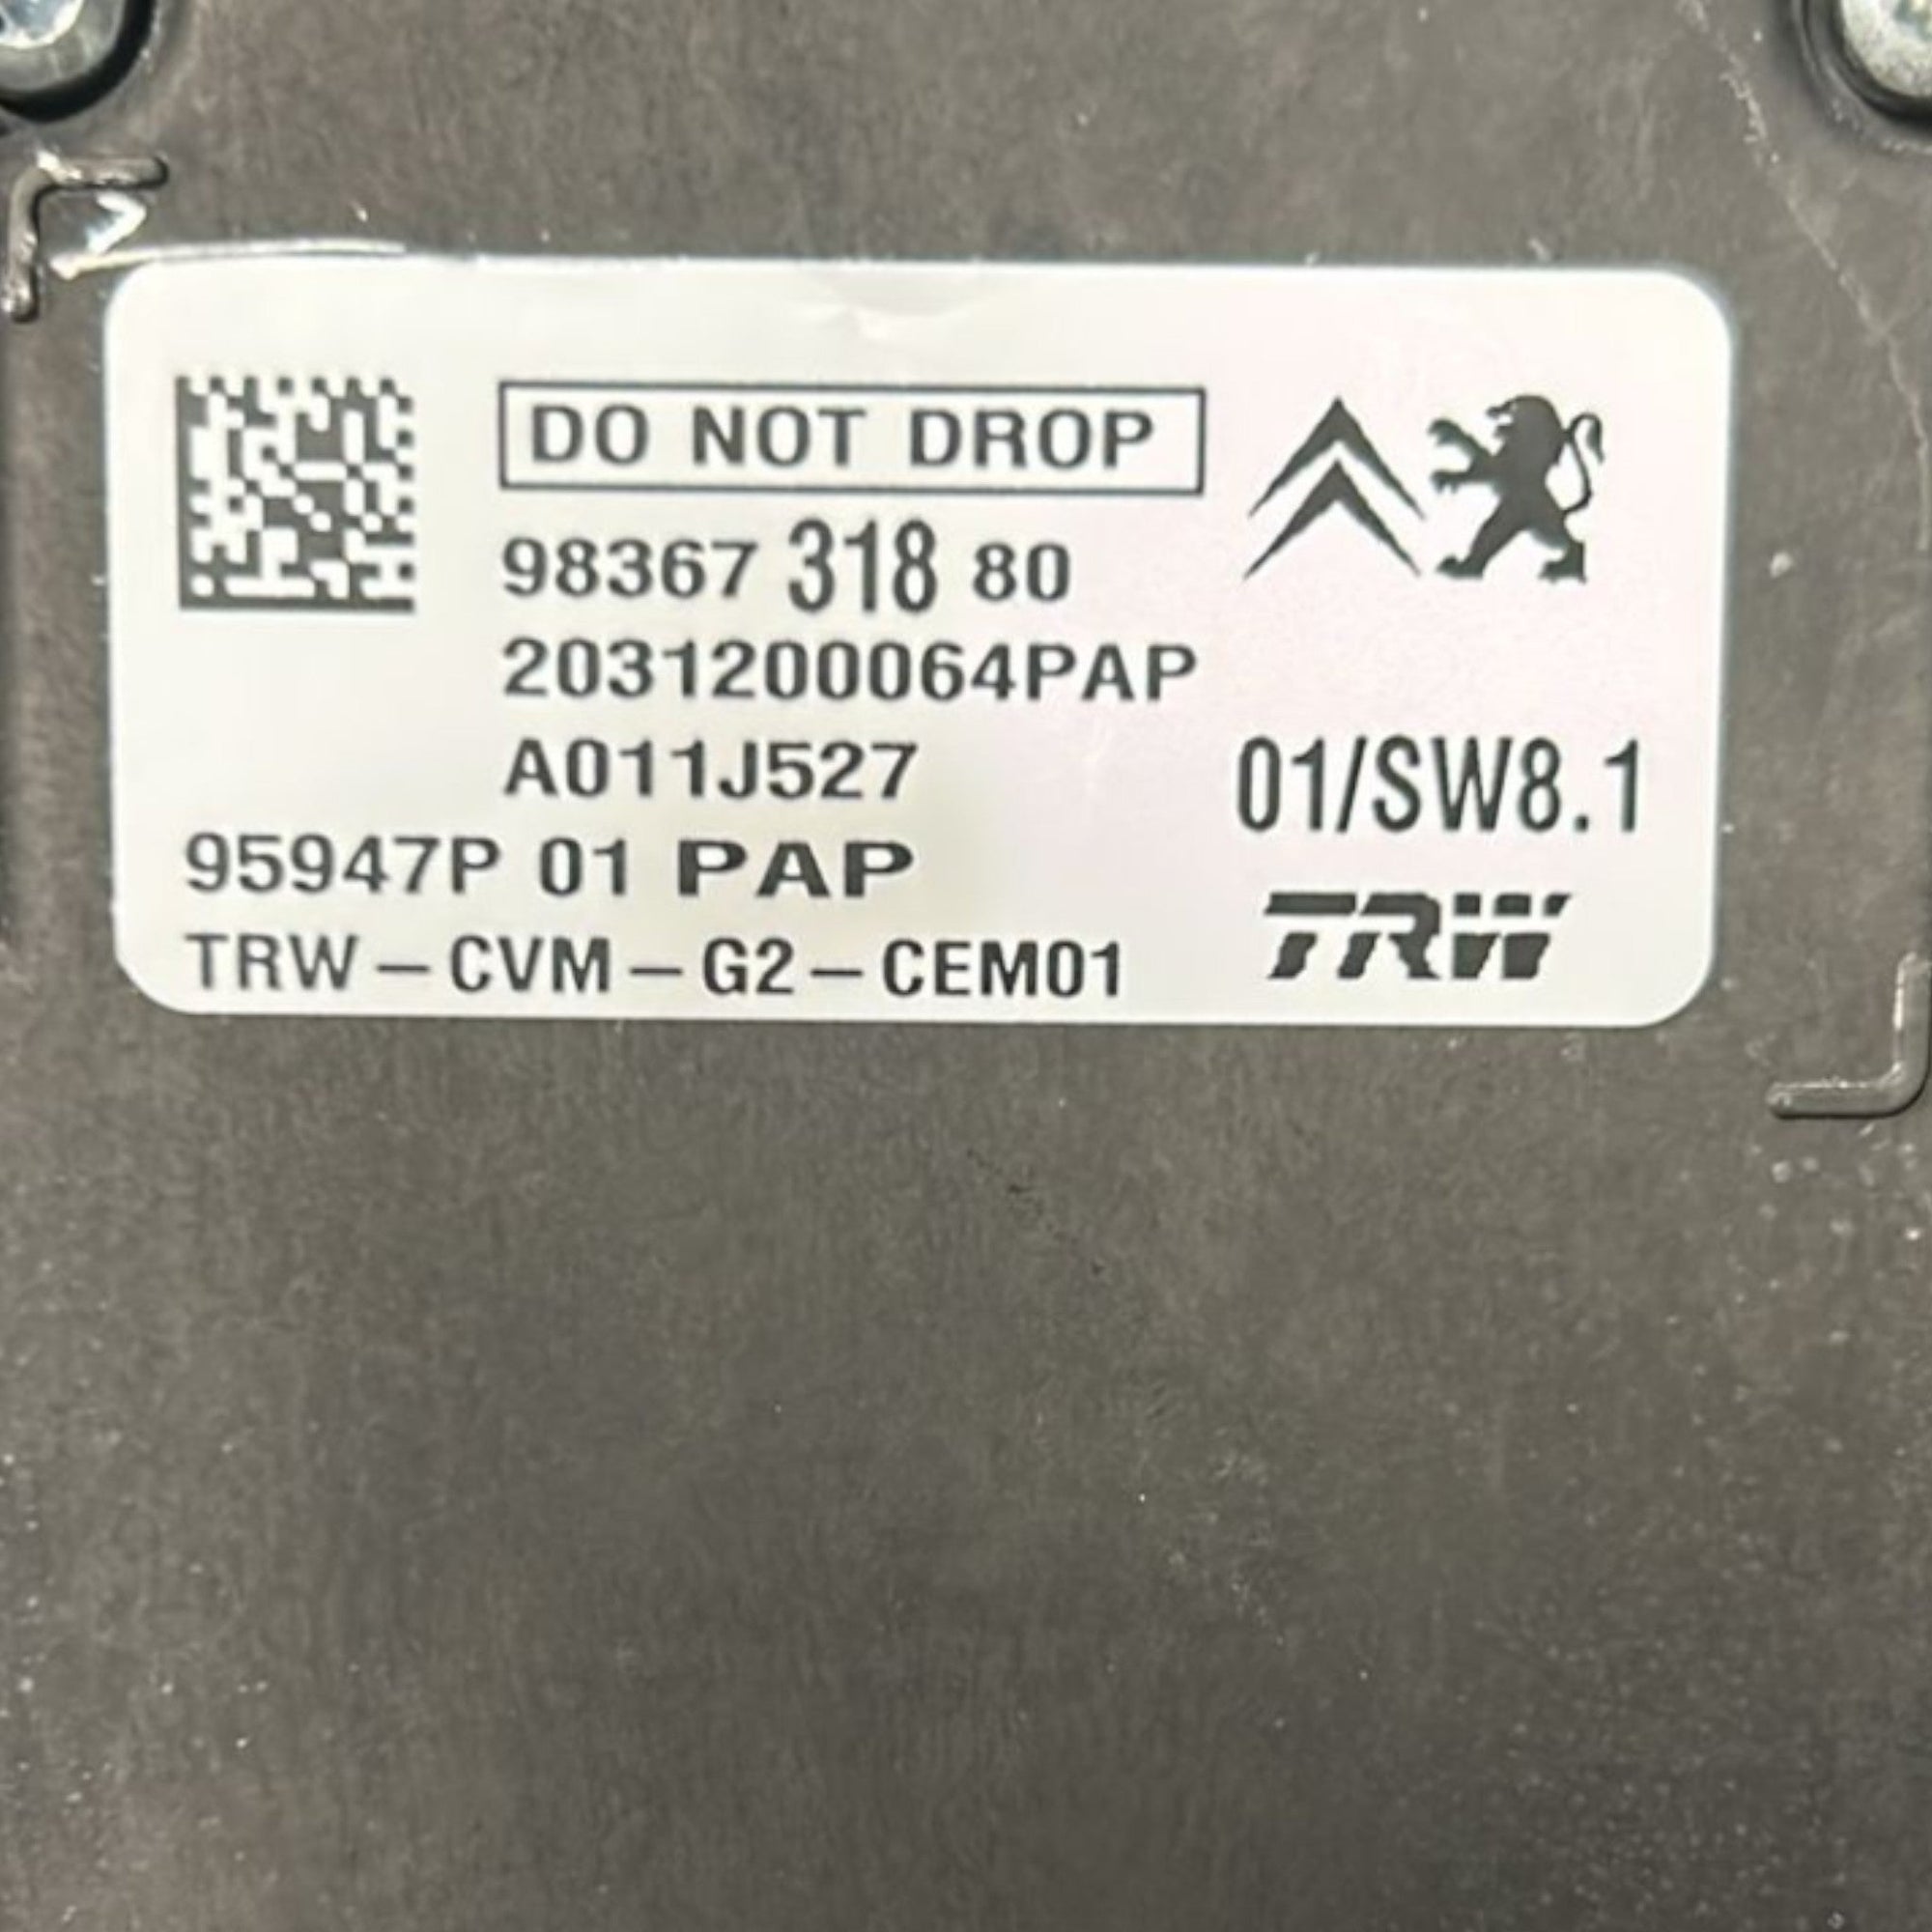 DO NOT DROP
98367 318 80
2031200064PAP
A011J527
01/SW8.1
95947P 01 PAP
TRW-CVM-G2-CEM01
TRW